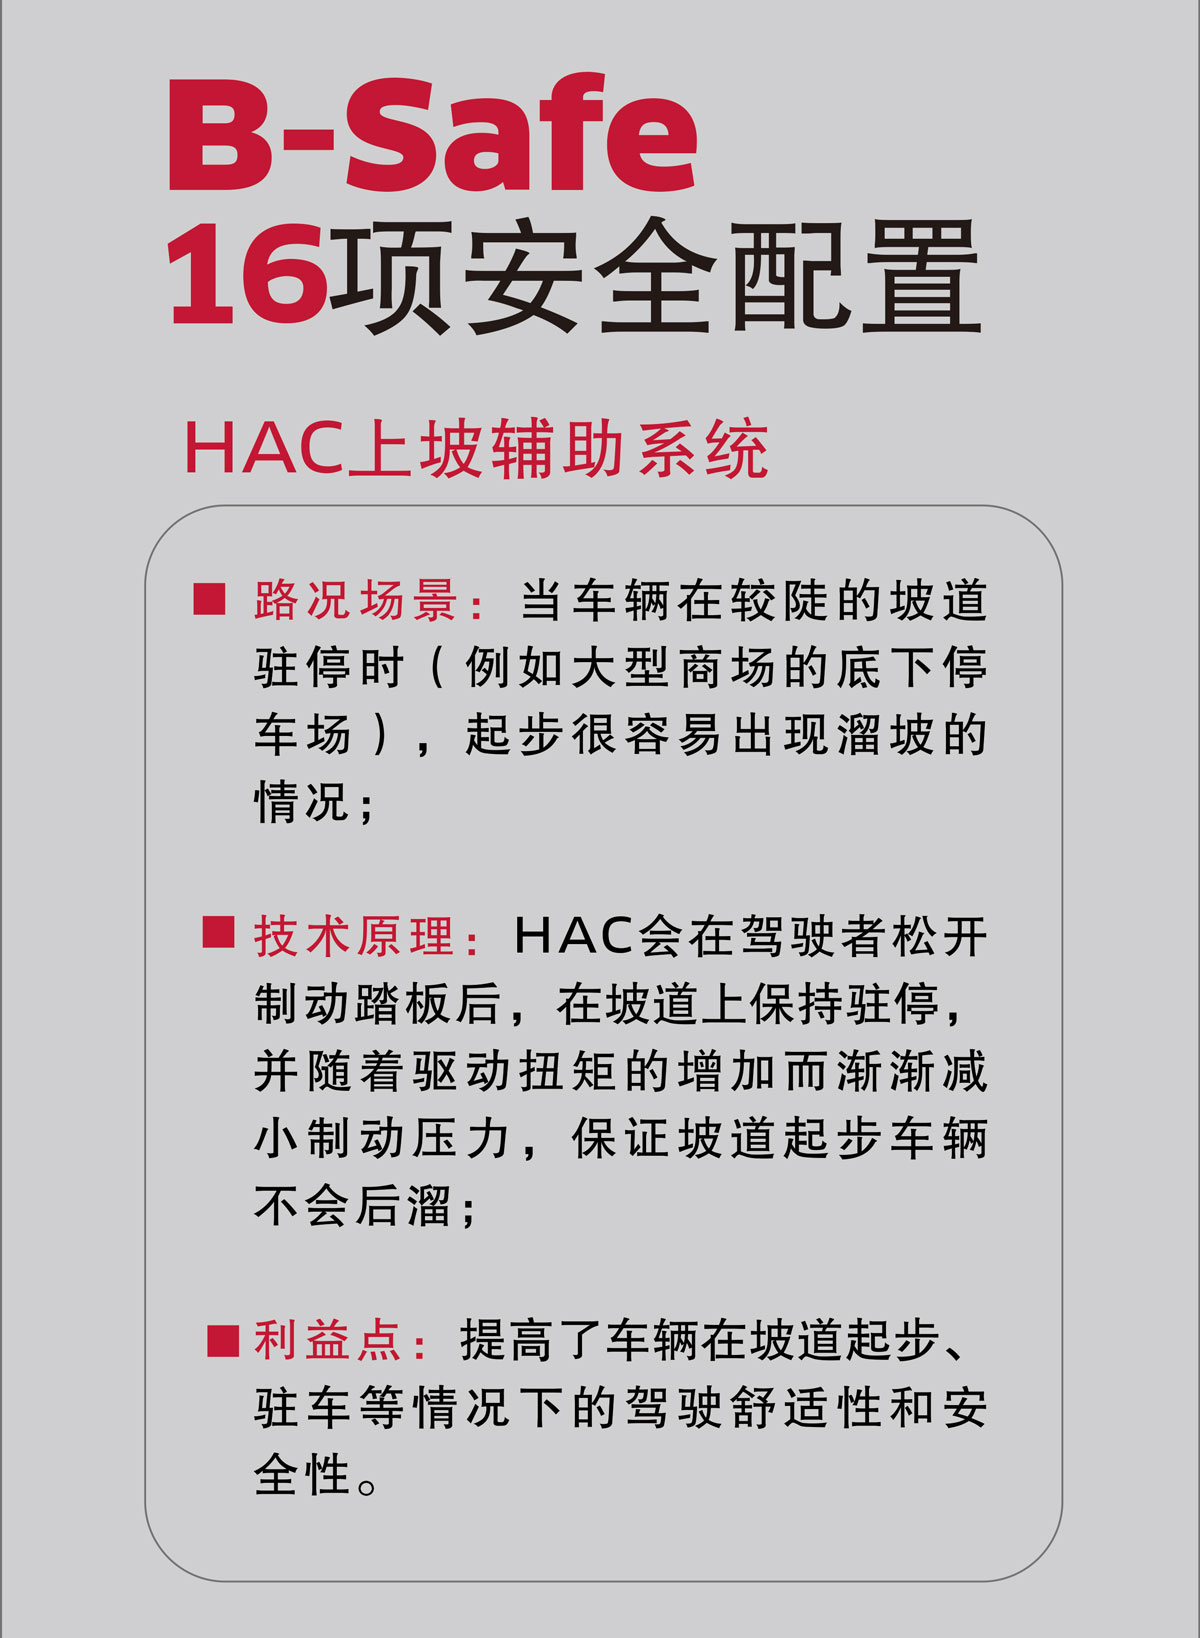 B-Safe
16项安全配置
HAC上坡辅助系统
■ 路况场景：当车辆在较陡的坡道
驻停时（例如大型商场的底下停
车场），起步很容易出现溜坡的
情况；
■ 技术原理：HAC会在驾驶者松开
制动踏板后，在坡道上保持驻停，
并随着驱动扭矩的增加而渐渐减
小制动压力，保证坡道起步车辆
不会后溜；
■ 利益点：提高了车辆在坡道起步、
驻车等情况下的驾驶舒适性和安
全性。